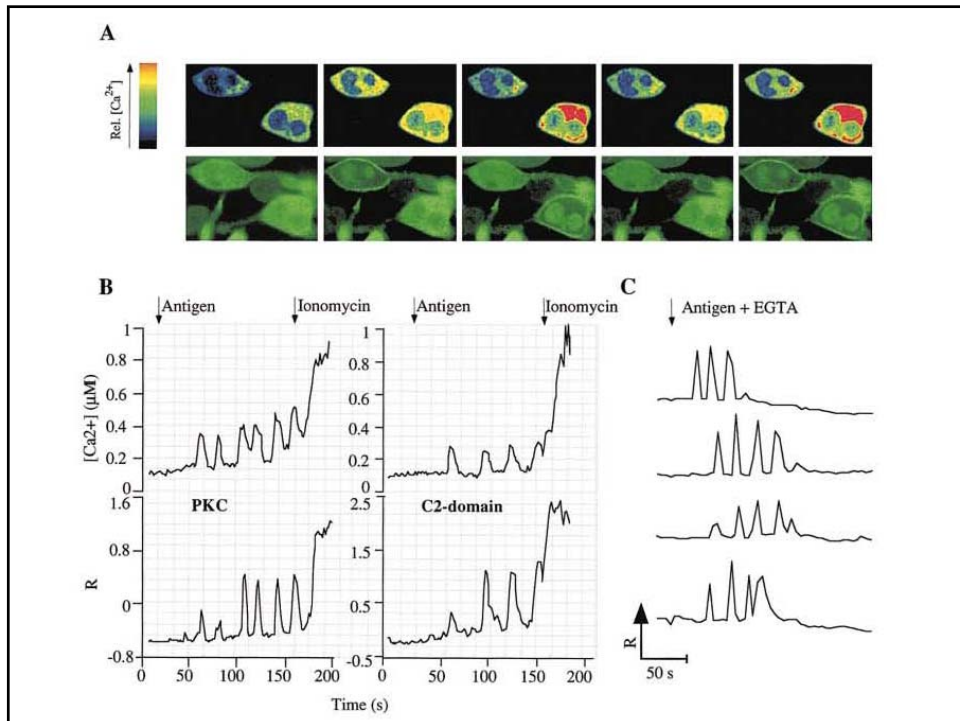 A
Rel. [Ca2+]
B
Antigen
Ionomycin
Antigen
Ionomycin
1
0.8
0.6
0.4
0.2
0
[Ca2+] (µM)
1
0.8
0.6
0.4
0.2
0
PKC
1.6
0.8
0
-0.8
R
C2-domain
2.5
1.5
0.5
-0.5
0 50 100 150 200
0 50 100 150 200
Time (s)
C
Antigen + EGTA
R
50 s